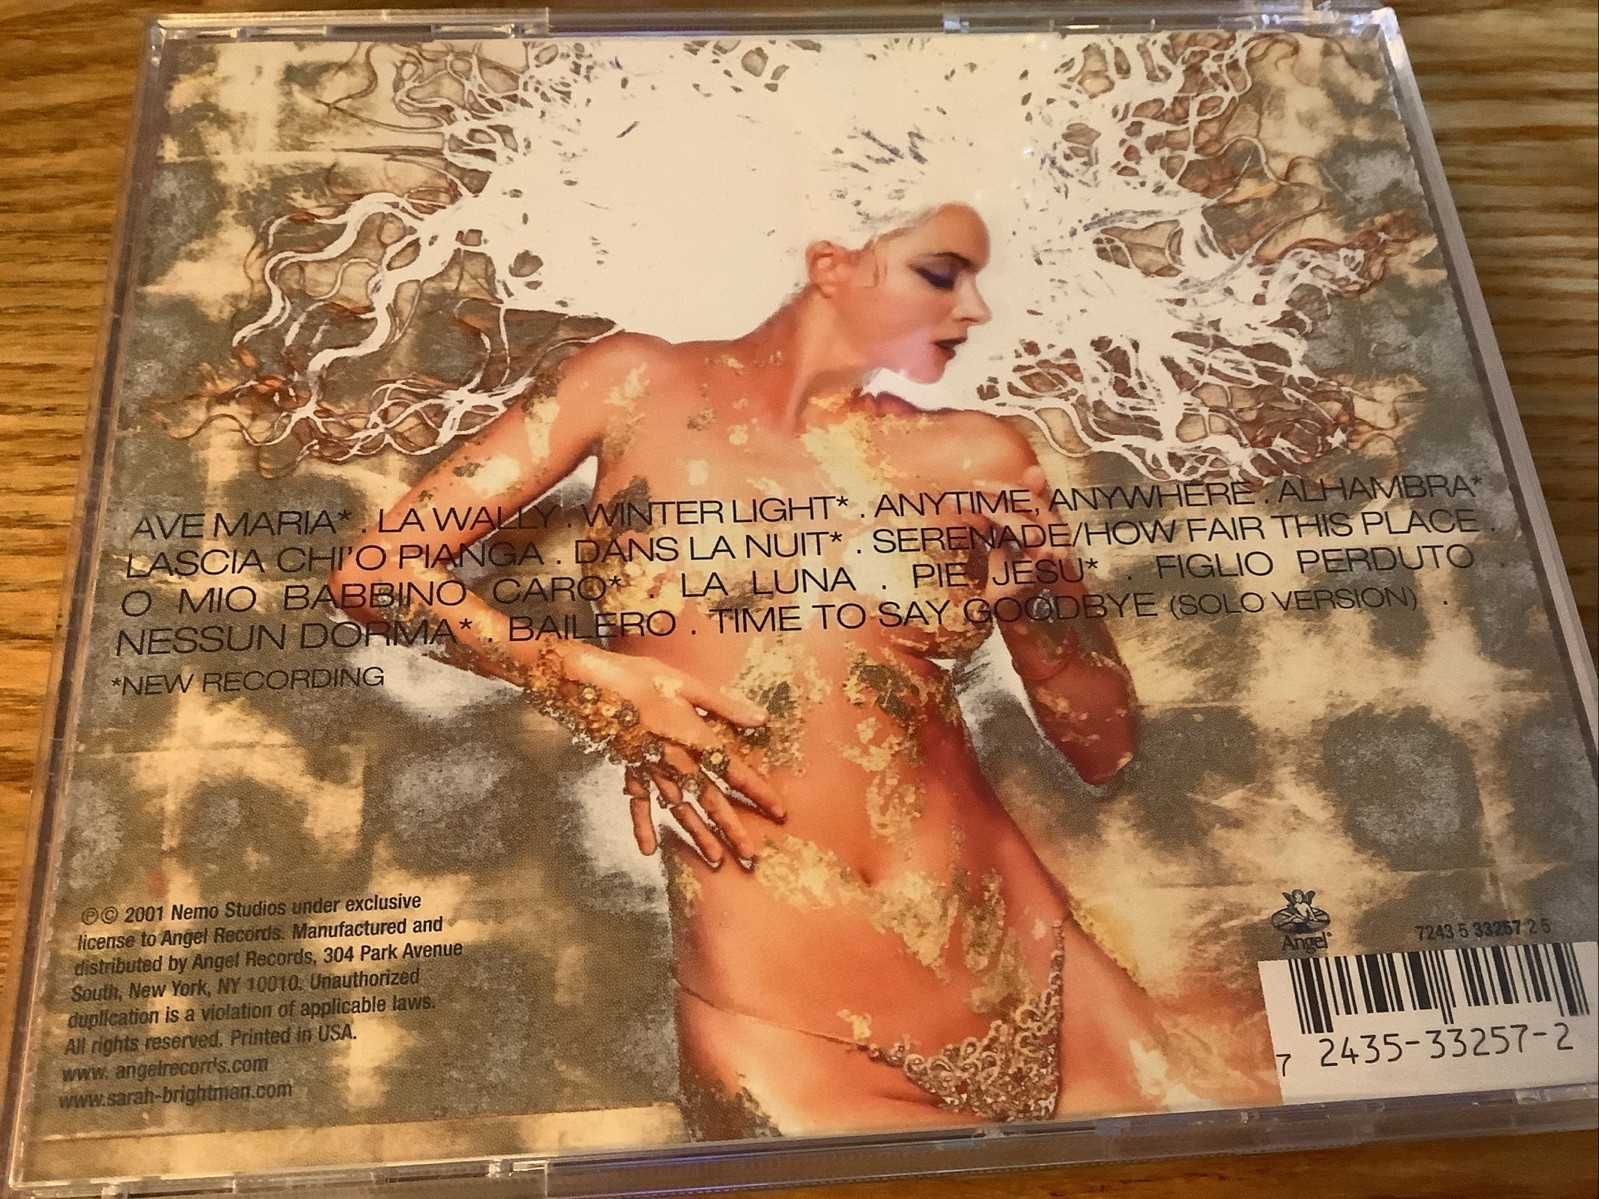 AVE MARIA* . LA WALLY . WINTER LIGHT* . ANYTIME, ANYWHERE . ALHAMBRA*
LASCIA CHI'O PIANGA . DANS LA NUIT* . SERENADE/HOW FAIR THIS PLACE .
O MIO BABBINO CARO* . LA LUNA . PIE JESU* . FIGLIO PERDUTO .
NESSUN DORMA* . BAILERO . TIME TO SAY GOODBYE (SOLO VERSION) .
*NEW RECORDING
℗© 2001 Nemo Studios under exclusive
license to Angel Records. Manufactured and
distributed by Angel Records, 304 Park Avenue
South, New York, NY 10010. Unauthorized
duplication is a violation of applicable laws.
All rights reserved. Printed in USA.
www. angelrecords.com
www.sarah-brightman.com
Angel®
7243 5 33257 2 5
7 2435-33257-2